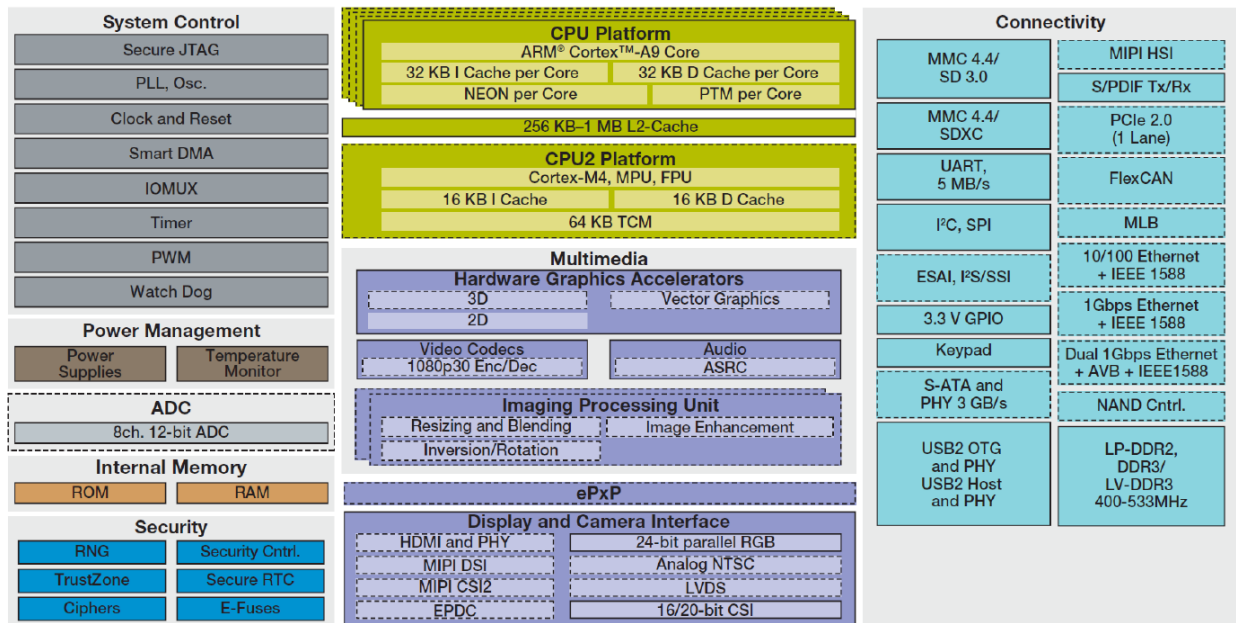 System Control
Secure JTAG
PLL, Osc.
Clock and Reset
Smart DMA
IOMUX
Timer
PWM
Watch Dog
Power Management
Power
Supplies
Temperature
Monitor
ADC
8ch. 12-bit ADC
Internal Memory
ROM
RAM
Security
RNG
Security Cntrl.
TrustZone
Secure RTC
Ciphers
E-Fuses
CPU Platform
ARM® Cortex™-A9 Core
32 KB I Cache per Core
32 KB D Cache per Core
NEON per Core
PTM per Core
256 KB–1 MB L2-Cache
CPU2 Platform
Cortex-M4, MPU, FPU
16 KB I Cache
16 KB D Cache
64 KB TCM
Multimedia
Hardware Graphics Accelerators
3D
Vector Graphics
2D
Video Codecs
1080p30 Enc/Dec
Audio
ASRC
Imaging Processing Unit
Resizing and Blending
Image Enhancement
Inversion/Rotation
ePxP
Display and Camera Interface
HDMI and PHY
24-bit parallel RGB
MIPI DSI
Analog NTSC
MIPI CSI2
LVDS
EPDC
16/20-bit CSI
Connectivity
MMC 4.4/
SD 3.0
MMC 4.4/
SDXC
UART,
5 MB/s
I²C, SPI
ESAI, I²S/SSI
3.3 V GPIO
Keypad
S-ATA and
PHY 3 GB/s
USB2 OTG
and PHY
USB2 Host
and PHY
MIPI HSI
S/PDIF Tx/Rx
PCIe 2.0
(1 Lane)
FlexCAN
MLB
10/100 Ethernet
+ IEEE 1588
1Gbps Ethernet
+ IEEE 1588
Dual 1Gbps Ethernet
+ AVB + IEEE1588
NAND Cntrl.
LP-DDR2,
DDR3/
LV-DDR3
400-533MHz